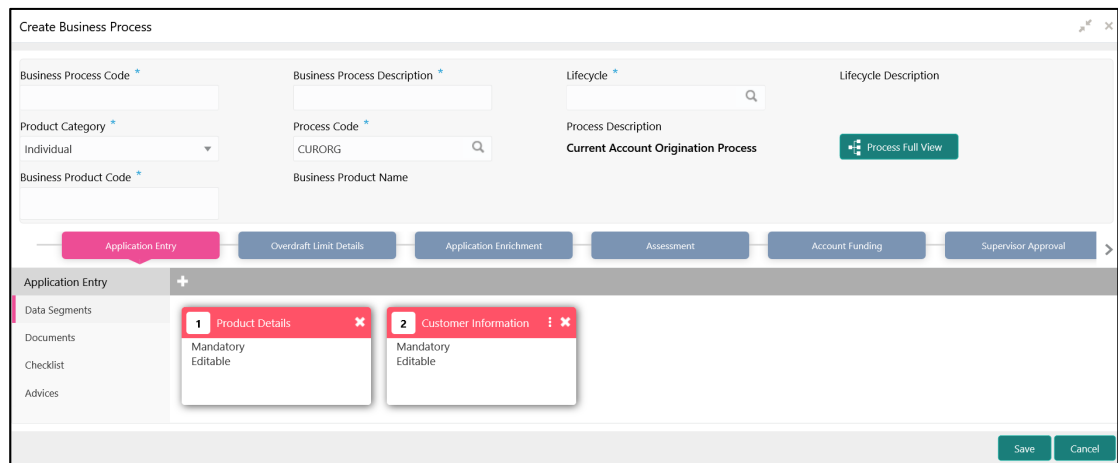 Create Business Process
Business Process Code *
Business Process Description *
Lifecycle *
Lifecycle Description
Product Category *
Process Code *
Process Description
Individual
CURORG
Current Account Origination Process
Process Full View
Business Product Code *
Business Product Name
Application Entry
Overdraft Limit Details
Application Enrichment
Assessment
Account Funding
Supervisor Approval
Application Entry
Data Segments
Documents
Checklist
Advices
1 Product Details
Mandatory
Editable
2 Customer Information
Mandatory
Editable
Save
Cancel